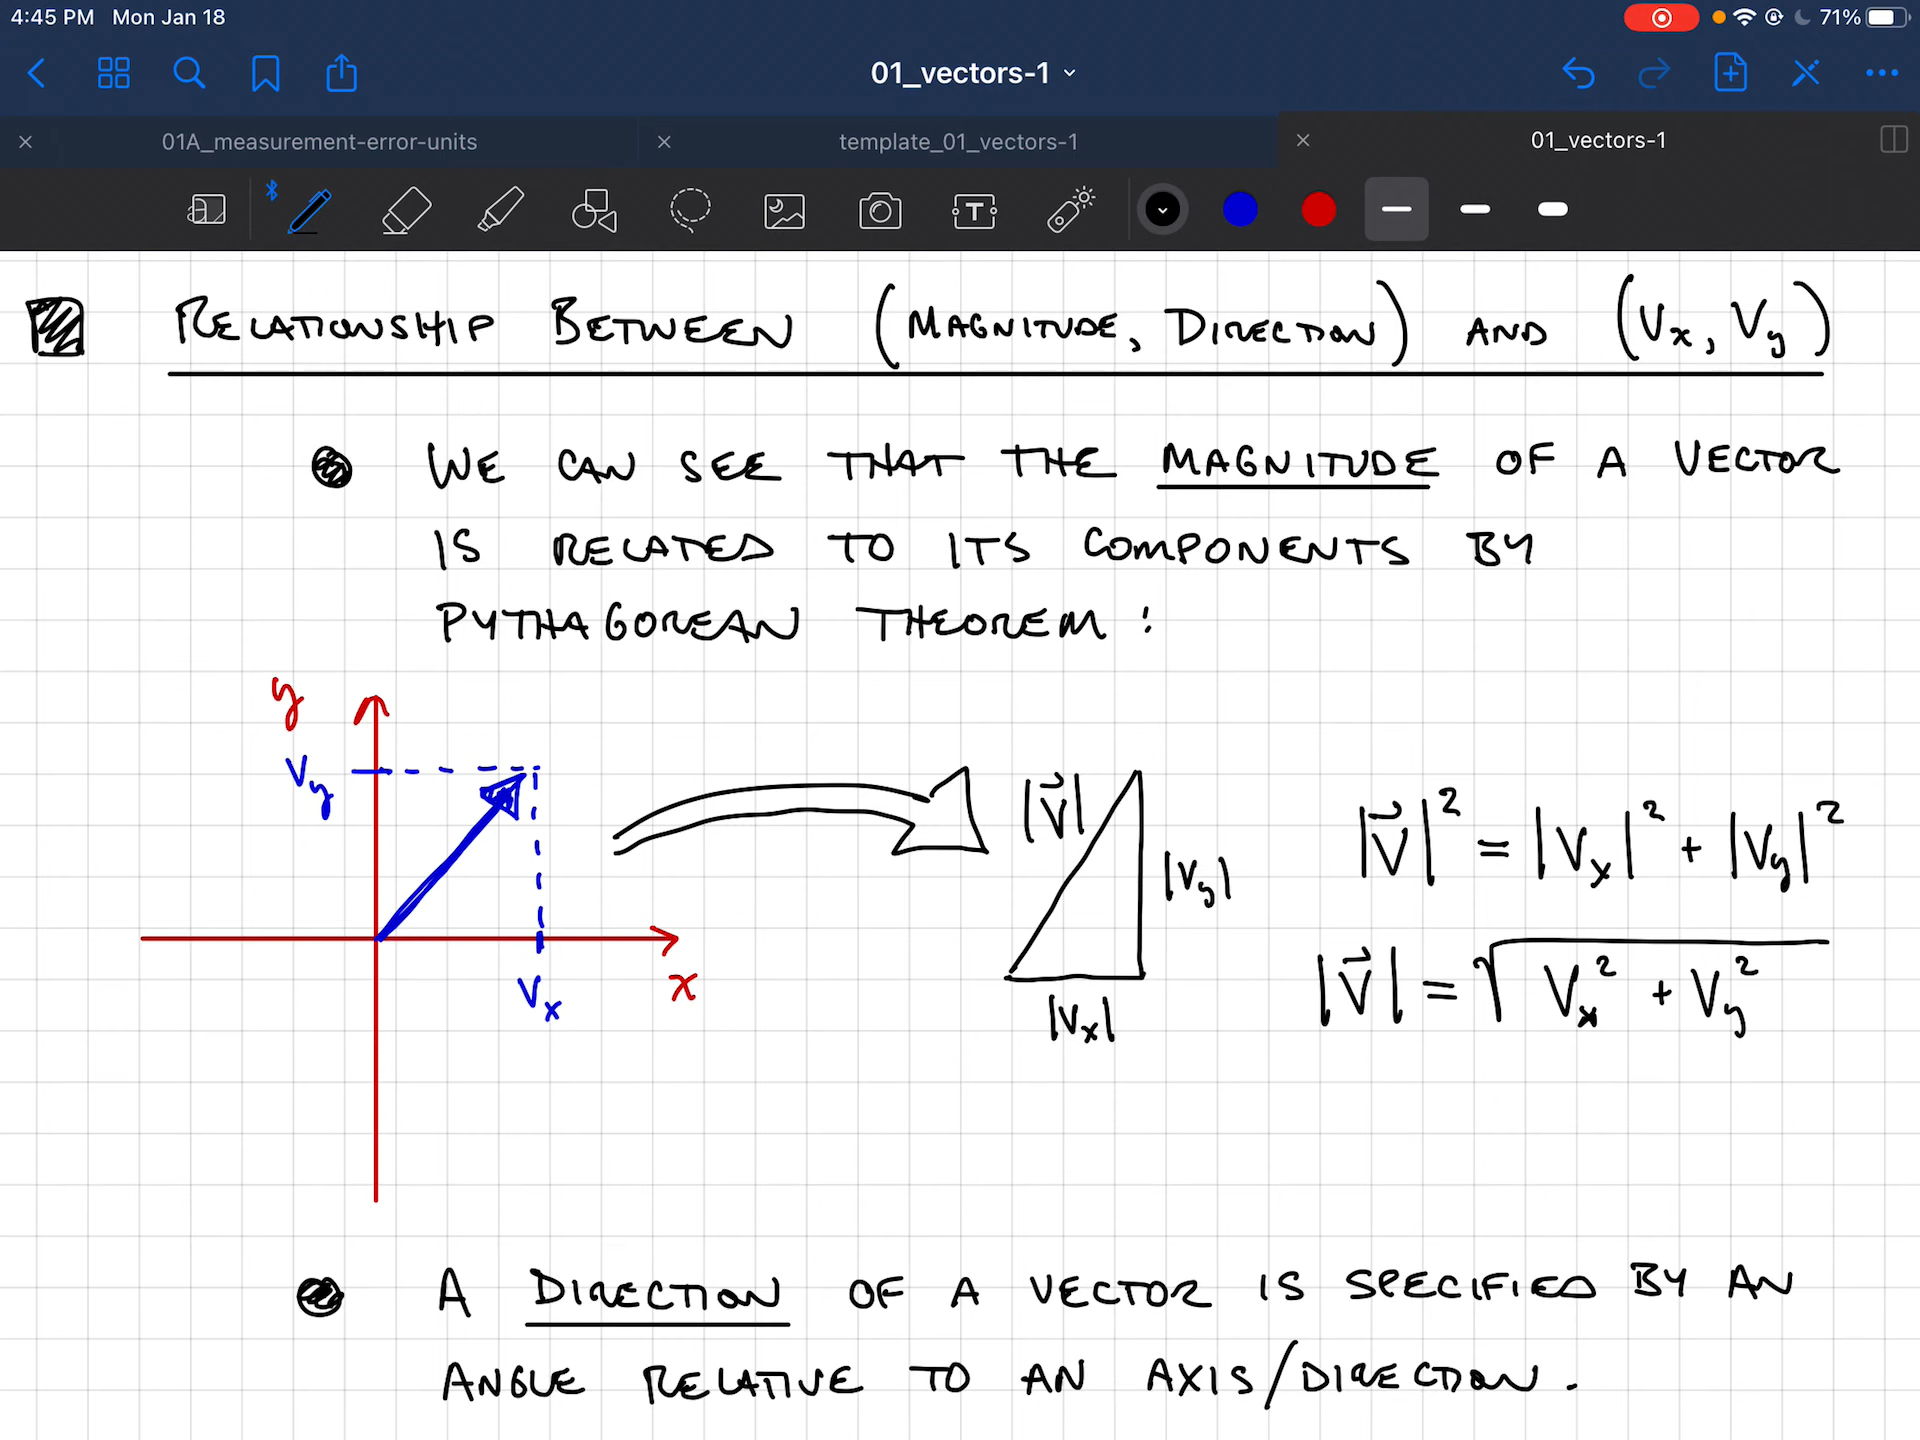 4:45 PM Mon Jan 18
71%
01_vectors-1
01A_measurement-error-units
template_01_vectors-1
01_vectors-1
T
RELATIONSHIP BETWEEN (MAGNITUDE, DIRECTION) AND (Vx, Vy)
WE CAN SEE THAT THE MAGNITUDE OF A VECTOR
IS RELATED TO ITS COMPONENTS BY
PYTHAGOREAN THEOREM:
y
Vy
Vx
x
|V⃗|
|Vy|
|Vx|
|V⃗|² = |Vx|² + |Vy|²
|V⃗| = √(Vx² + Vy²)
A DIRECTION OF A VECTOR IS SPECIFIED BY AN
ANGLE RELATIVE TO AN AXIS/DIRECTION.